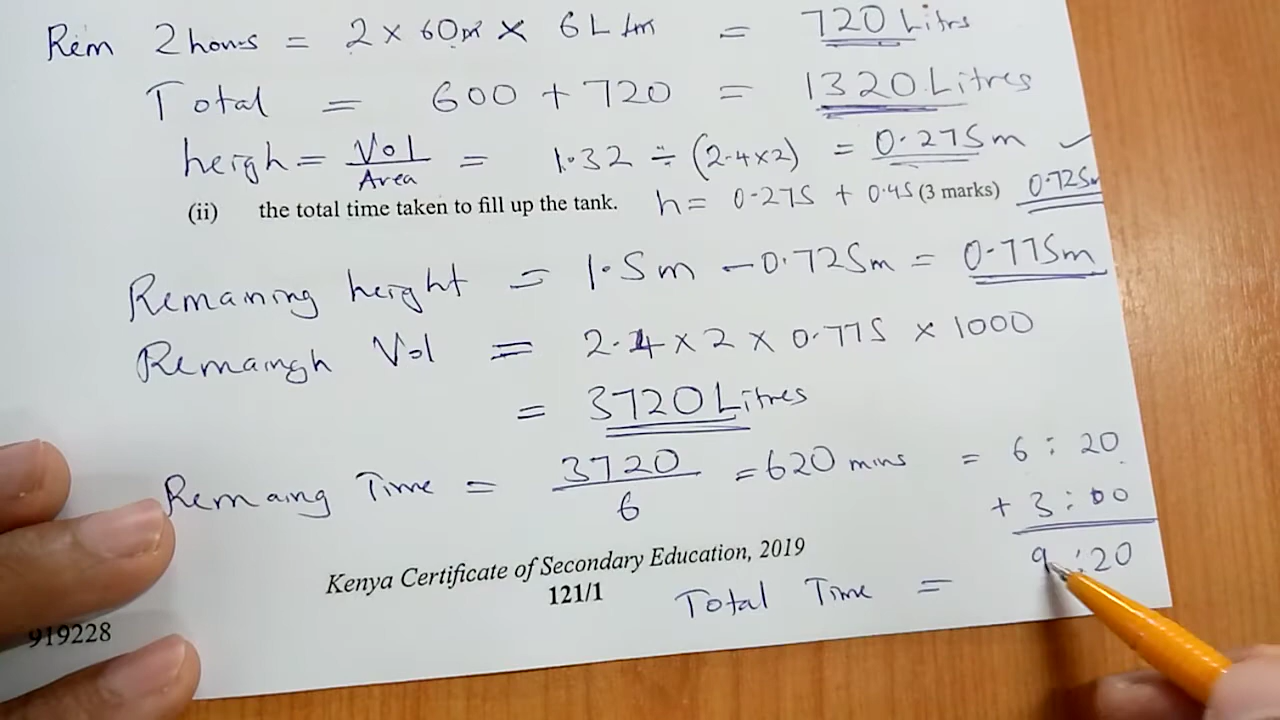 Rem 2 hours = 2 × 60m × 6L/m = 720 Litrs
Total = 600 + 720 = 1320 Litres
heigh = Vol/Area = 1.32 ÷ (2.4×2) = 0.275m ✓
(ii) the total time taken to fill up the tank. h = 0.275 + 0.45 (3 marks) 0.725m
Remaning height = 1.5m - 0.725m = 0.775m
Remaingh Vol = 2.4 × 2 × 0.775 × 1000
= 3720 Litres
Remaing Time = 3720/6 = 620 mins = 6 : 20
+ 3 : 00
Kenya Certificate of Secondary Education, 2019
9 : 20
121/1
Total Time =
919228